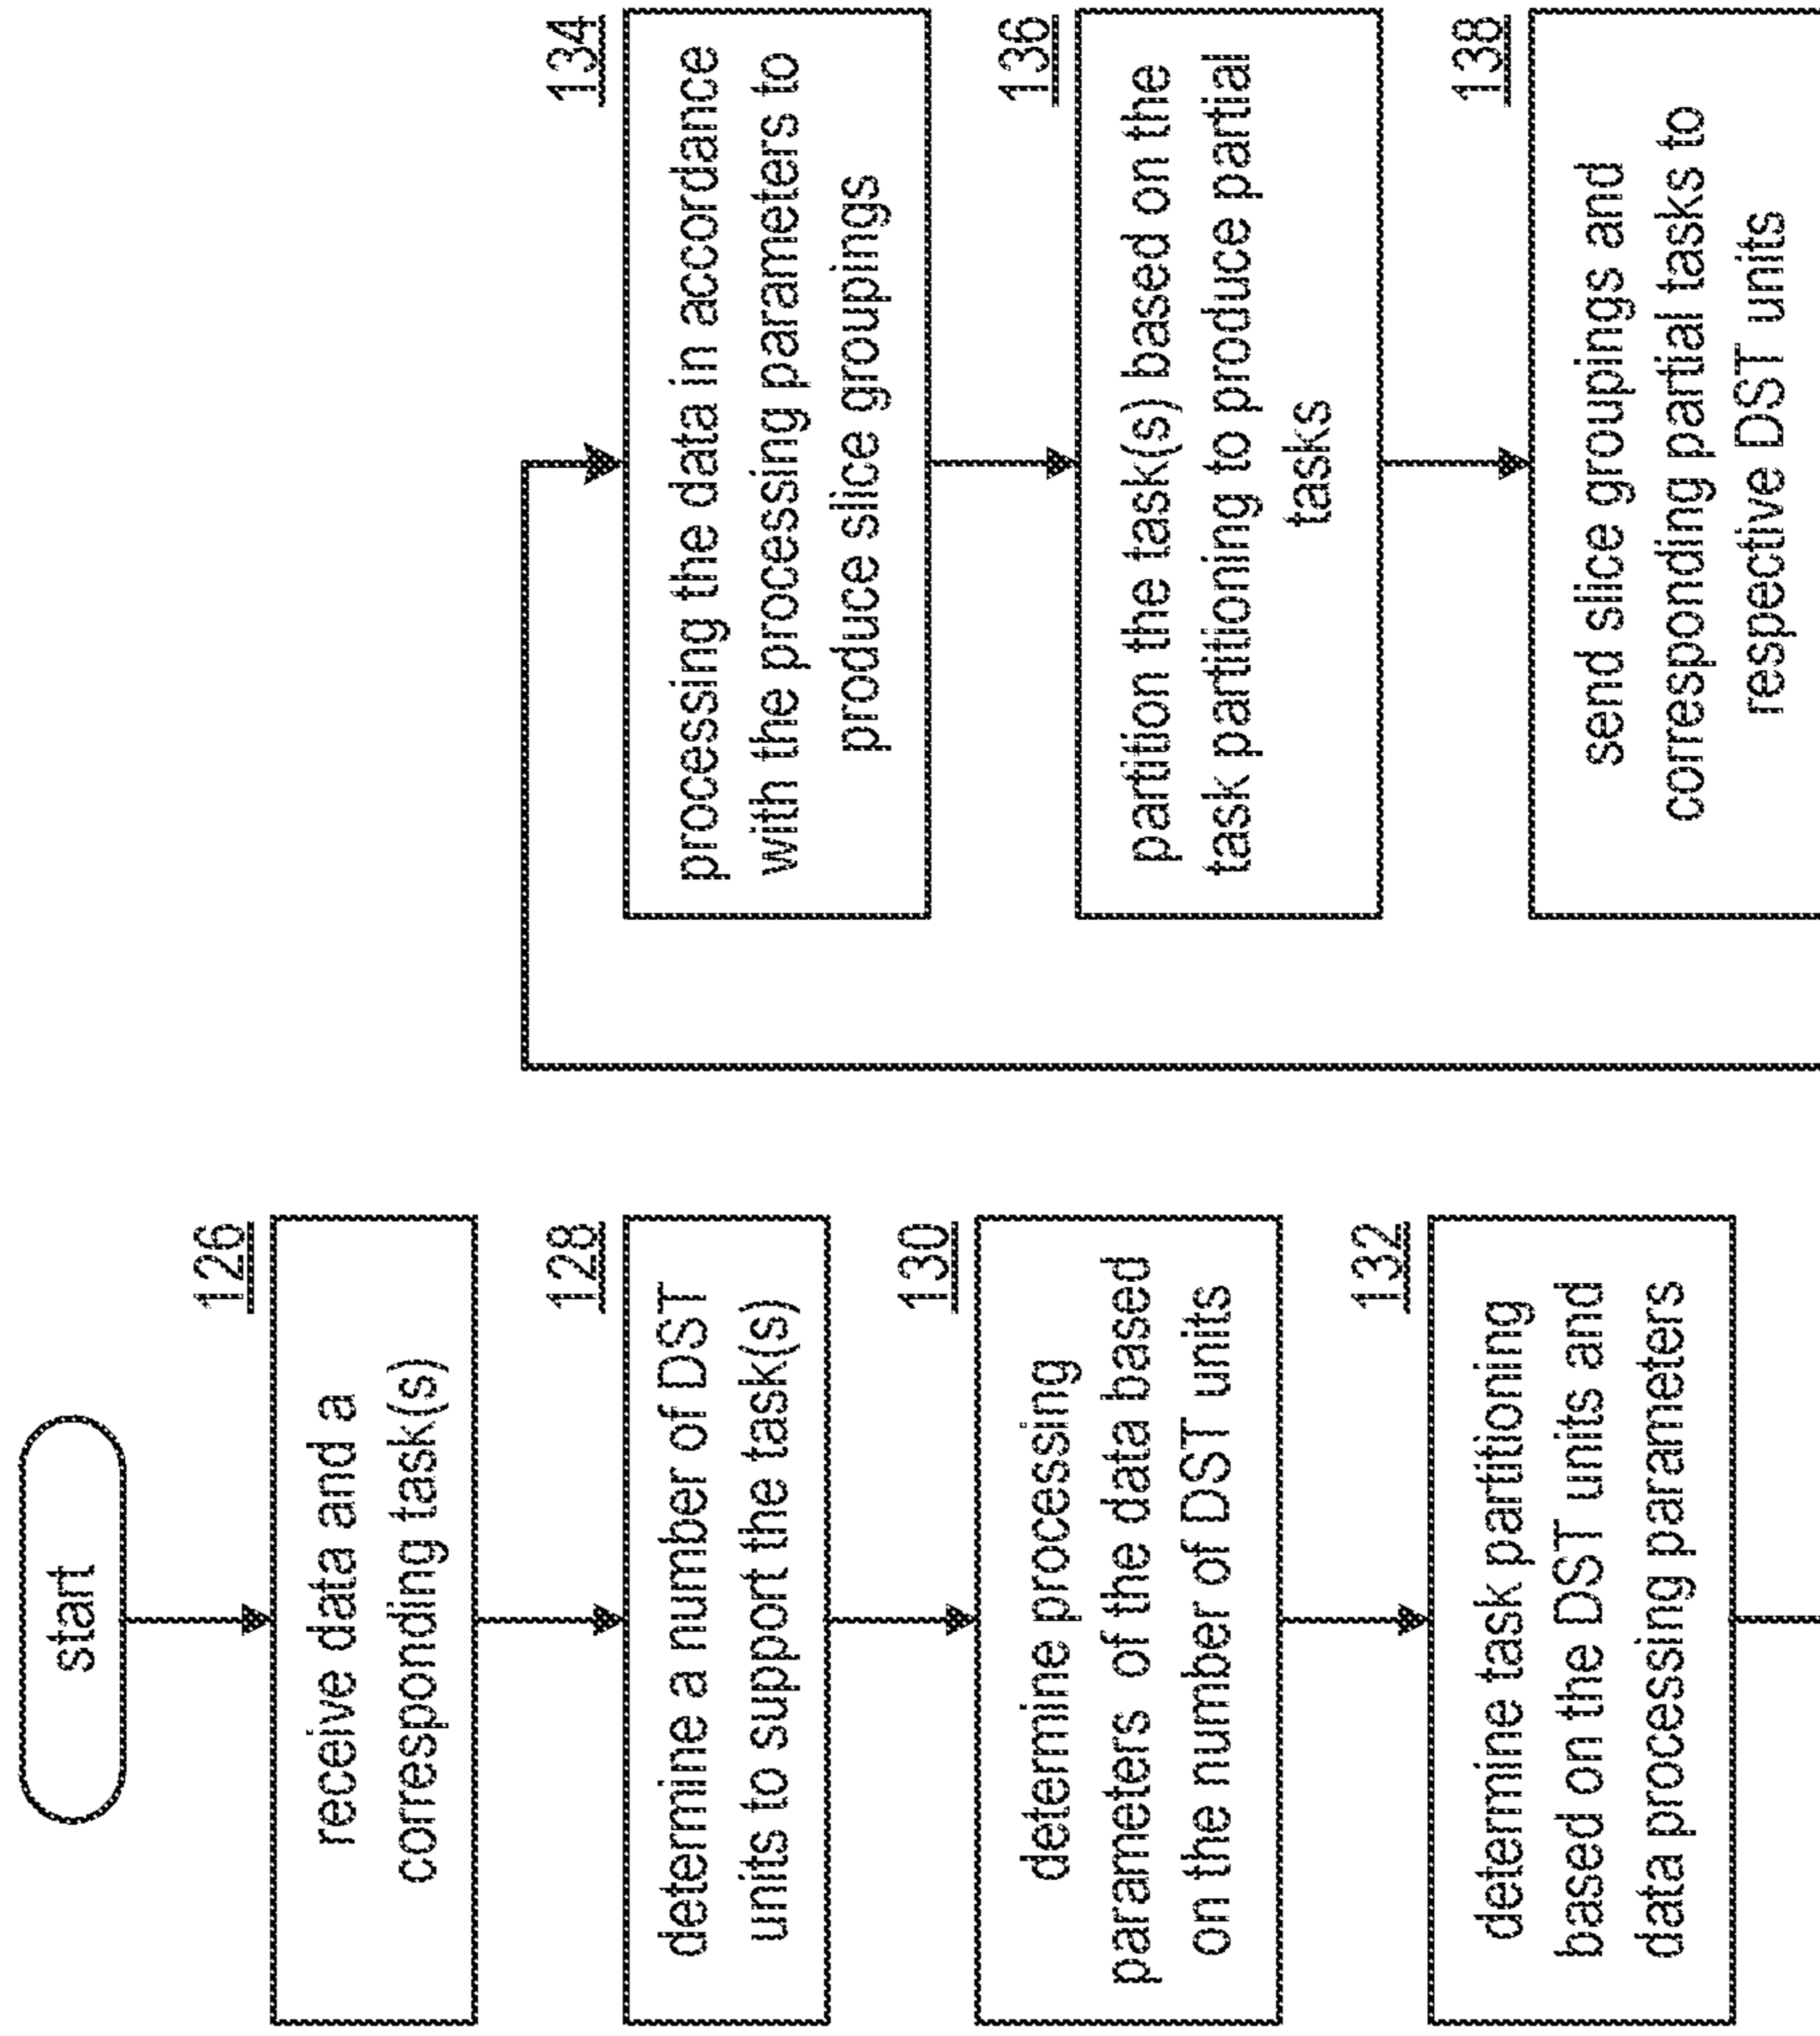 start
126
receive data and a
corresponding task(s)
128
determine a number of DST
units to support the task(s)
130
determine processing
parameters of the data based
on the number of DST units
132
determine task partitioning
based on the DST units and
data processing parameters
134
processing the data in accordance
with the processing parameters to
produce slice groupings
136
partition the task(s) based on the
task partitioning to produce partial
tasks
138
send slice groupings and
corresponding partial tasks to
respective DST units